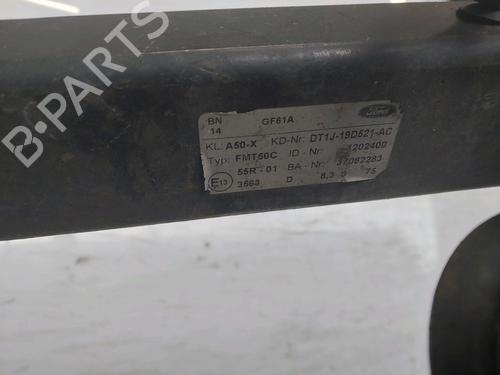 B PARTS
BN GF61A Ford
14
KL: A50-X KD-Nr: DT1J-19D521-AC
Typ: FMT50C ID - Nr: 1202400
E13 55R - 01 BA - Nr: 37082283
3563 D 8,3 S 75